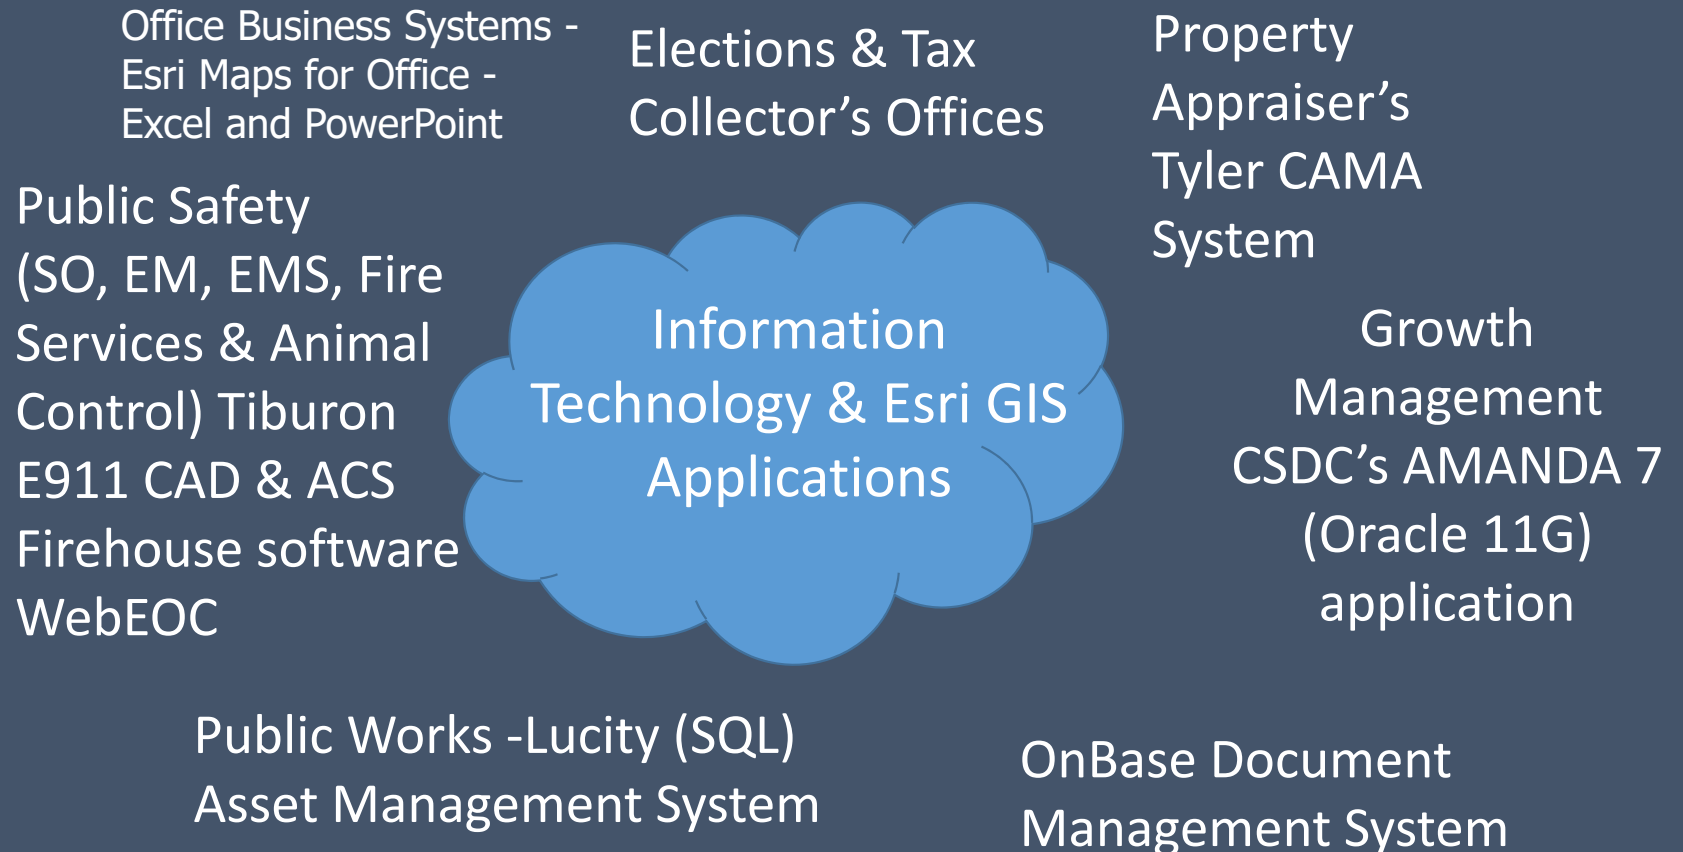 Office Business Systems -
Esri Maps for Office -
Excel and PowerPoint
Elections & Tax
Collector’s Offices
Property
Appraiser’s
Tyler CAMA
System
Public Safety
(SO, EM, EMS, Fire
Services & Animal
Control) Tiburon
E911 CAD & ACS
Firehouse software
WebEOC
Information
Technology & Esri GIS
Applications
Growth
Management
CSDC’s AMANDA 7
(Oracle 11G)
application
Public Works -Lucity (SQL)
Asset Management System
OnBase Document
Management System